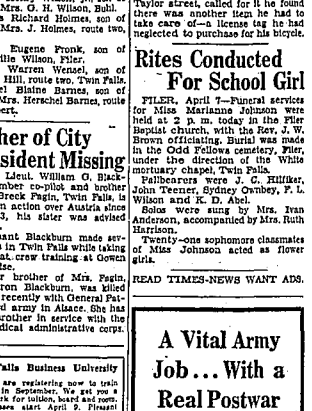 Mrs. G. H. Wilson, Buhl.
Richard Holmes, son of
Mrs. J. Holmes, route two,
Eugene Pronk, son of
Wilson, Filer.
Warren Wensel, son of
Hill, route two, Twin Falls.
Blaine Barnes, son of
Mrs. Herschel Barnes, route
her of City
sident Missing
Lieut. William G. Black-
mber co-pilot and brother
Breck Fagin, Twin Falls, is
n action over Austria since
3, his sister was advised
ant Blackburn made sev-
s in Twin Falls while taking
at crew training at Gowen
r brother of Mrs. Fagin,
ron Blackburn, was killed
recently with General Pat-
d army in Alsace. She has
rother in service with the
dical administrative corps.
alls Business University
are registering now to train
in September. We get you a
rk for tuition, board and room.
sses start April 9. Pleasant
Taylor street, called for it he found
there was another item he had to
take care of—a license tag he had
neglected to purchase for his bicycle.
Rites Conducted
For School Girl
FILER, April 7—Funeral services
for Miss Marianne Johnson were
held at 2 p. m. today in the Filer
Baptist church, with the Rev. J. W.
Brown officiating. Burial was made
in the Odd Fellows cemetery, Filer,
under the direction of the White
mortuary chapel, Twin Falls.
Pallbearers were J. C. Hilfiker,
John Teener, Sydney Ownbey, F. L.
Wilson and K. D. Abel.
Solos were sung by Mrs. Ivan
Anderson, accompanied by Mrs. Ruth
Harrison.
Twenty-one sophomore classmates
of Miss Johnson acted as flower
girls.
READ TIMES-NEWS WANT ADS.
A Vital Army
Job...With a
Real Postwar